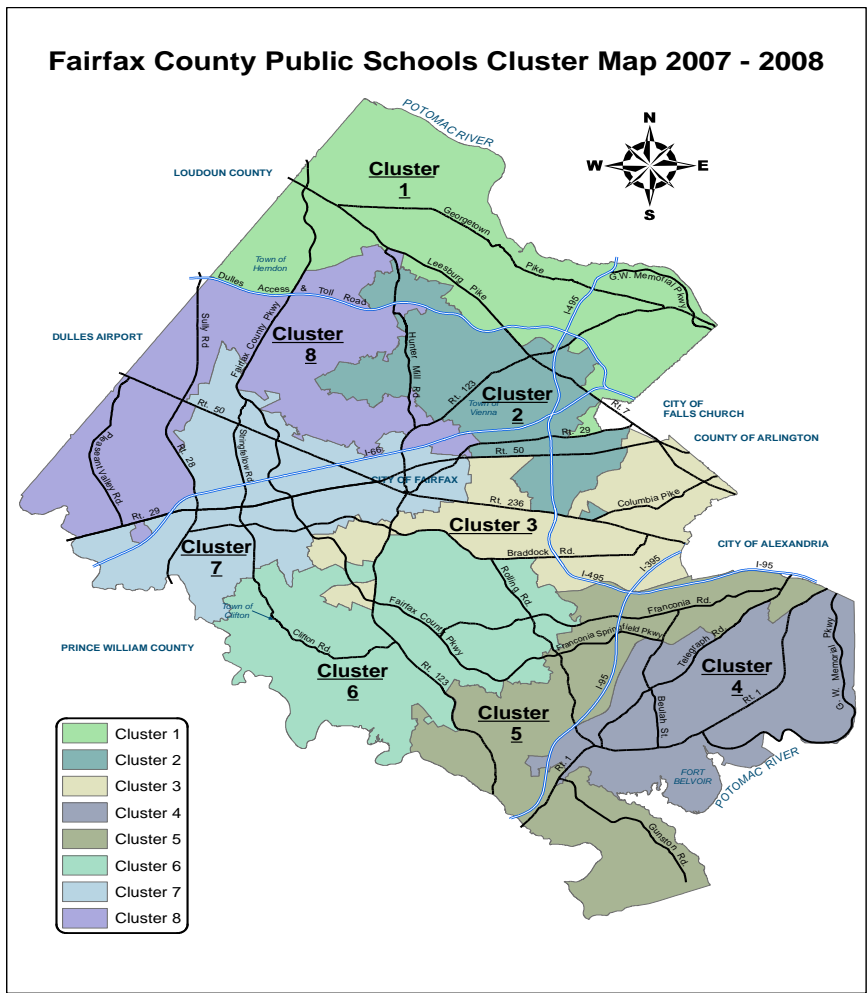 Fairfax County Public Schools Cluster Map 2007 - 2008
POTOMAC RIVER
N
W
E
S
LOUDOUN COUNTY
Cluster
1
Georgetown
Pike
Leesburg
Pike
G.W. Memorial Pkwy
I-495
Town of
Herndon
Dulles Access & Toll Road
Sully Rd
Fairfax County Pkwy
DULLES AIRPORT
Cluster
8
Hunter Mill Rd.
Rt. 123
Cluster
2
Town of
Vienna
Rt. 7
CITY OF
FALLS CHURCH
Rt. 50
Rt. 29
COUNTY OF ARLINGTON
Rt. 50
Pleasant Valley Rd.
Rt. 28
Stringfellow Rd.
I-66
CITY OF FAIRFAX
Rt. 236
Columbia Pike
Rt. 29
Cluster 3
Cluster
7
Braddock Rd.
CITY OF ALEXANDRIA
I-395
I-495
I-95
Rolling Rd.
Town of
Clifton
Fairfax County Pkwy
Franconia Rd.
Franconia Springfield Pkwy
Clifton Rd.
PRINCE WILLIAM COUNTY
Telegraph Rd.
G. W. Memorial Pkwy
Cluster
6
Rt. 123
Cluster
4
I-95
Beulah St.
Rt. 1
Cluster
5
Rt. 1
FORT
BELVOIR
POTOMAC RIVER
Gunston Rd.
Cluster 1
Cluster 2
Cluster 3
Cluster 4
Cluster 5
Cluster 6
Cluster 7
Cluster 8